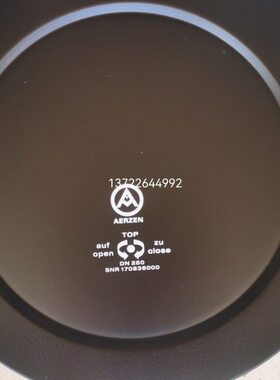 13722644992
AERZEN
TOP
auf zu
open close
DN 250
SNR 170836000